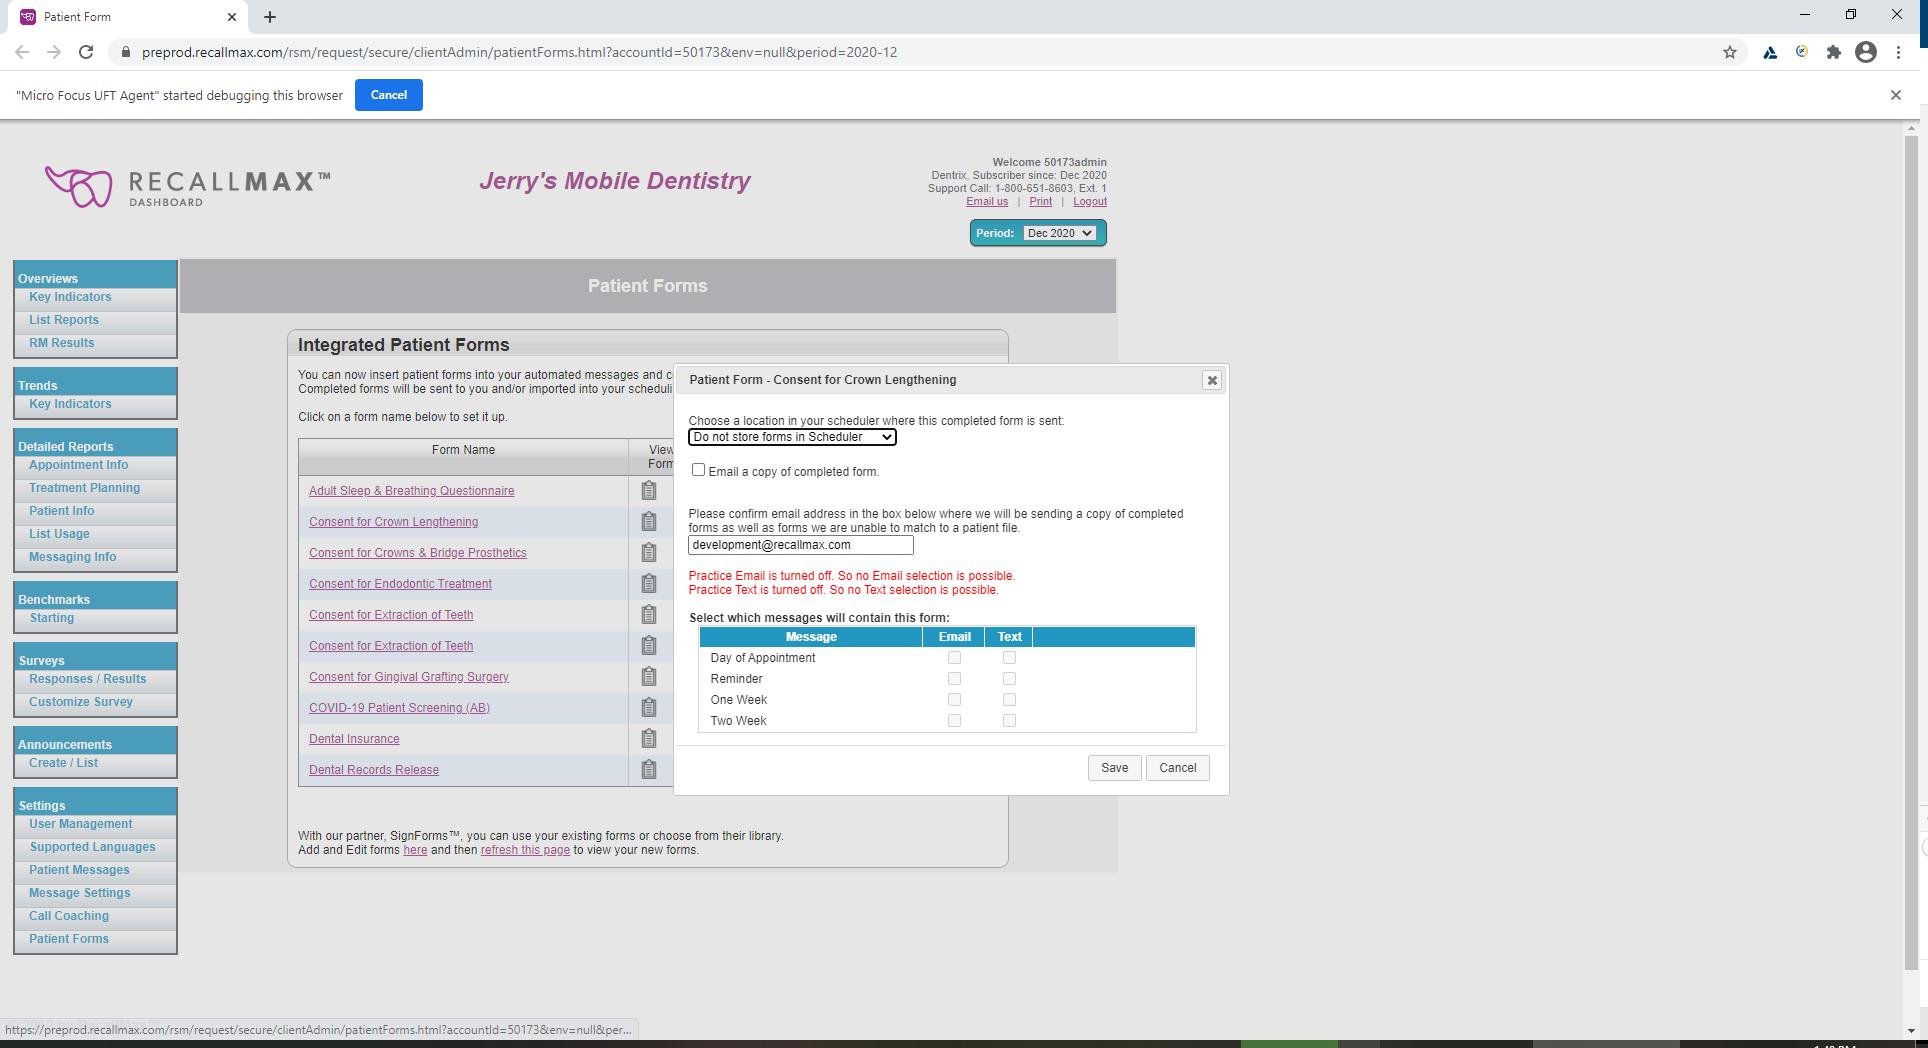 Patient Form
preprod.recallmax.com/rsm/request/secure/clientAdmin/patientForms.html?accountId=50173&env=null&period=2020-12
"Micro Focus UFT Agent" started debugging this browser
Cancel
RECALLMAX™
DASHBOARD
Jerry's Mobile Dentistry
Welcome 50173admin
Dentrix, Subscriber since: Dec 2020
Support Call: 1-800-651-8603, Ext. 1
Email us | Print | Logout
Period: Dec 2020
Overviews
Key Indicators
List Reports
RM Results
Trends
Key Indicators
Detailed Reports
Appointment Info
Treatment Planning
Patient Info
List Usage
Messaging Info
Benchmarks
Starting
Surveys
Responses / Results
Customize Survey
Announcements
Create / List
Settings
User Management
Supported Languages
Patient Messages
Message Settings
Call Coaching
Patient Forms
Patient Forms
Integrated Patient Forms
You can now insert patient forms into your automated messages and c
Completed forms will be sent to you and/or imported into your scheduli
Click on a form name below to set it up.
Form Name
View
Form
Adult Sleep & Breathing Questionnaire
Consent for Crown Lengthening
Consent for Crowns & Bridge Prosthetics
Consent for Endodontic Treatment
Consent for Extraction of Teeth
Consent for Extraction of Teeth
Consent for Gingival Grafting Surgery
COVID-19 Patient Screening (AB)
Dental Insurance
Dental Records Release
With our partner, SignForms™, you can use your existing forms or choose from their library.
Add and Edit forms here and then refresh this page to view your new forms.
Patient Form - Consent for Crown Lengthening
Choose a location in your scheduler where this completed form is sent:
Do not store forms in Scheduler
Email a copy of completed form.
Please confirm email address in the box below where we will be sending a copy of completed
forms as well as forms we are unable to match to a patient file.
development@recallmax.com
Practice Email is turned off. So no Email selection is possible.
Practice Text is turned off. So no Text selection is possible.
Select which messages will contain this form:
Message Email Text
Day of Appointment
Reminder
One Week
Two Week
Save Cancel
https://preprod.recallmax.com/rsm/request/secure/clientAdmin/patientForms.html?accountId=50173&env=null&per...